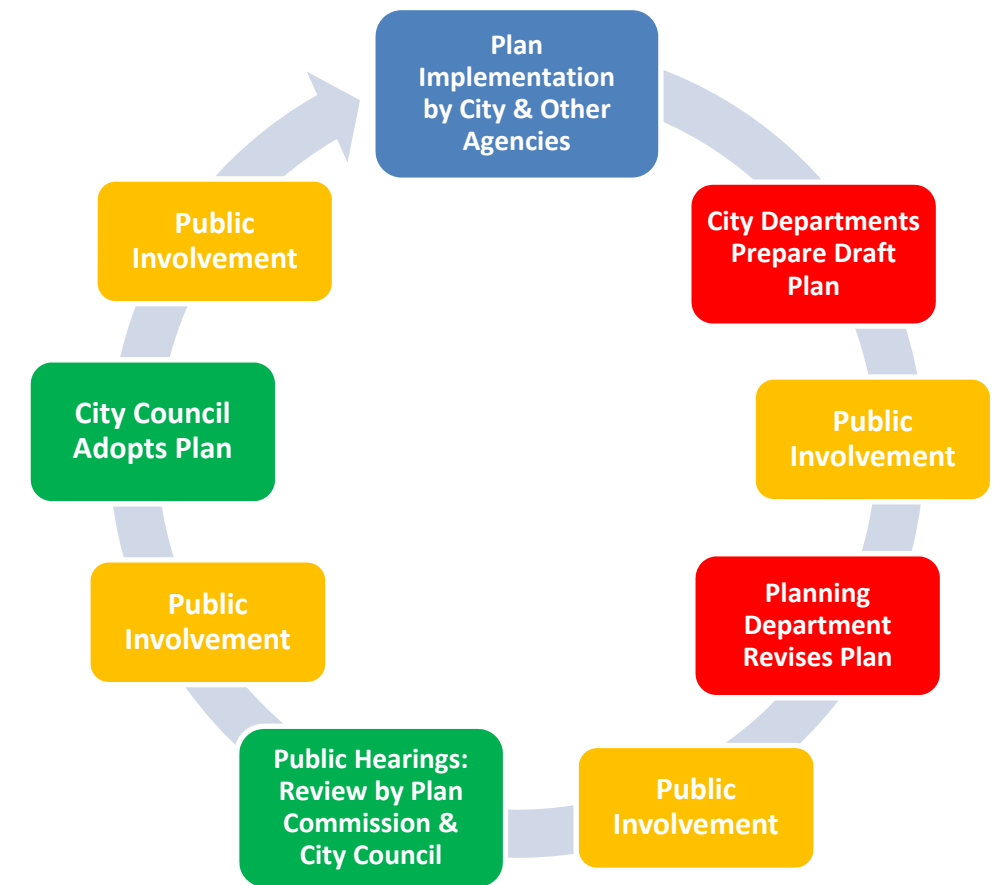 Plan
Implementation
by City & Other
Agencies
City Departments
Prepare Draft
Plan
Public
Involvement
Planning
Department
Revises Plan
Public
Involvement
Public Hearings:
Review by Plan
Commission &
City Council
Public
Involvement
City Council
Adopts Plan
Public
Involvement